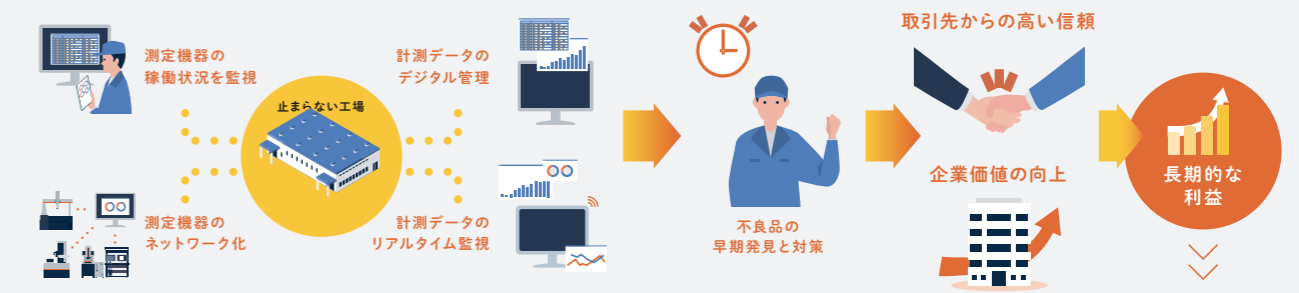 測定機器の
稼働状況を監視
計測データの
デジタル管理
止まらない工場
測定機器の
ネットワーク化
計測データの
リアルタイム監視
不良品の
早期発見と対策
取引先からの高い信頼
企業価値の向上
長期的な
利益